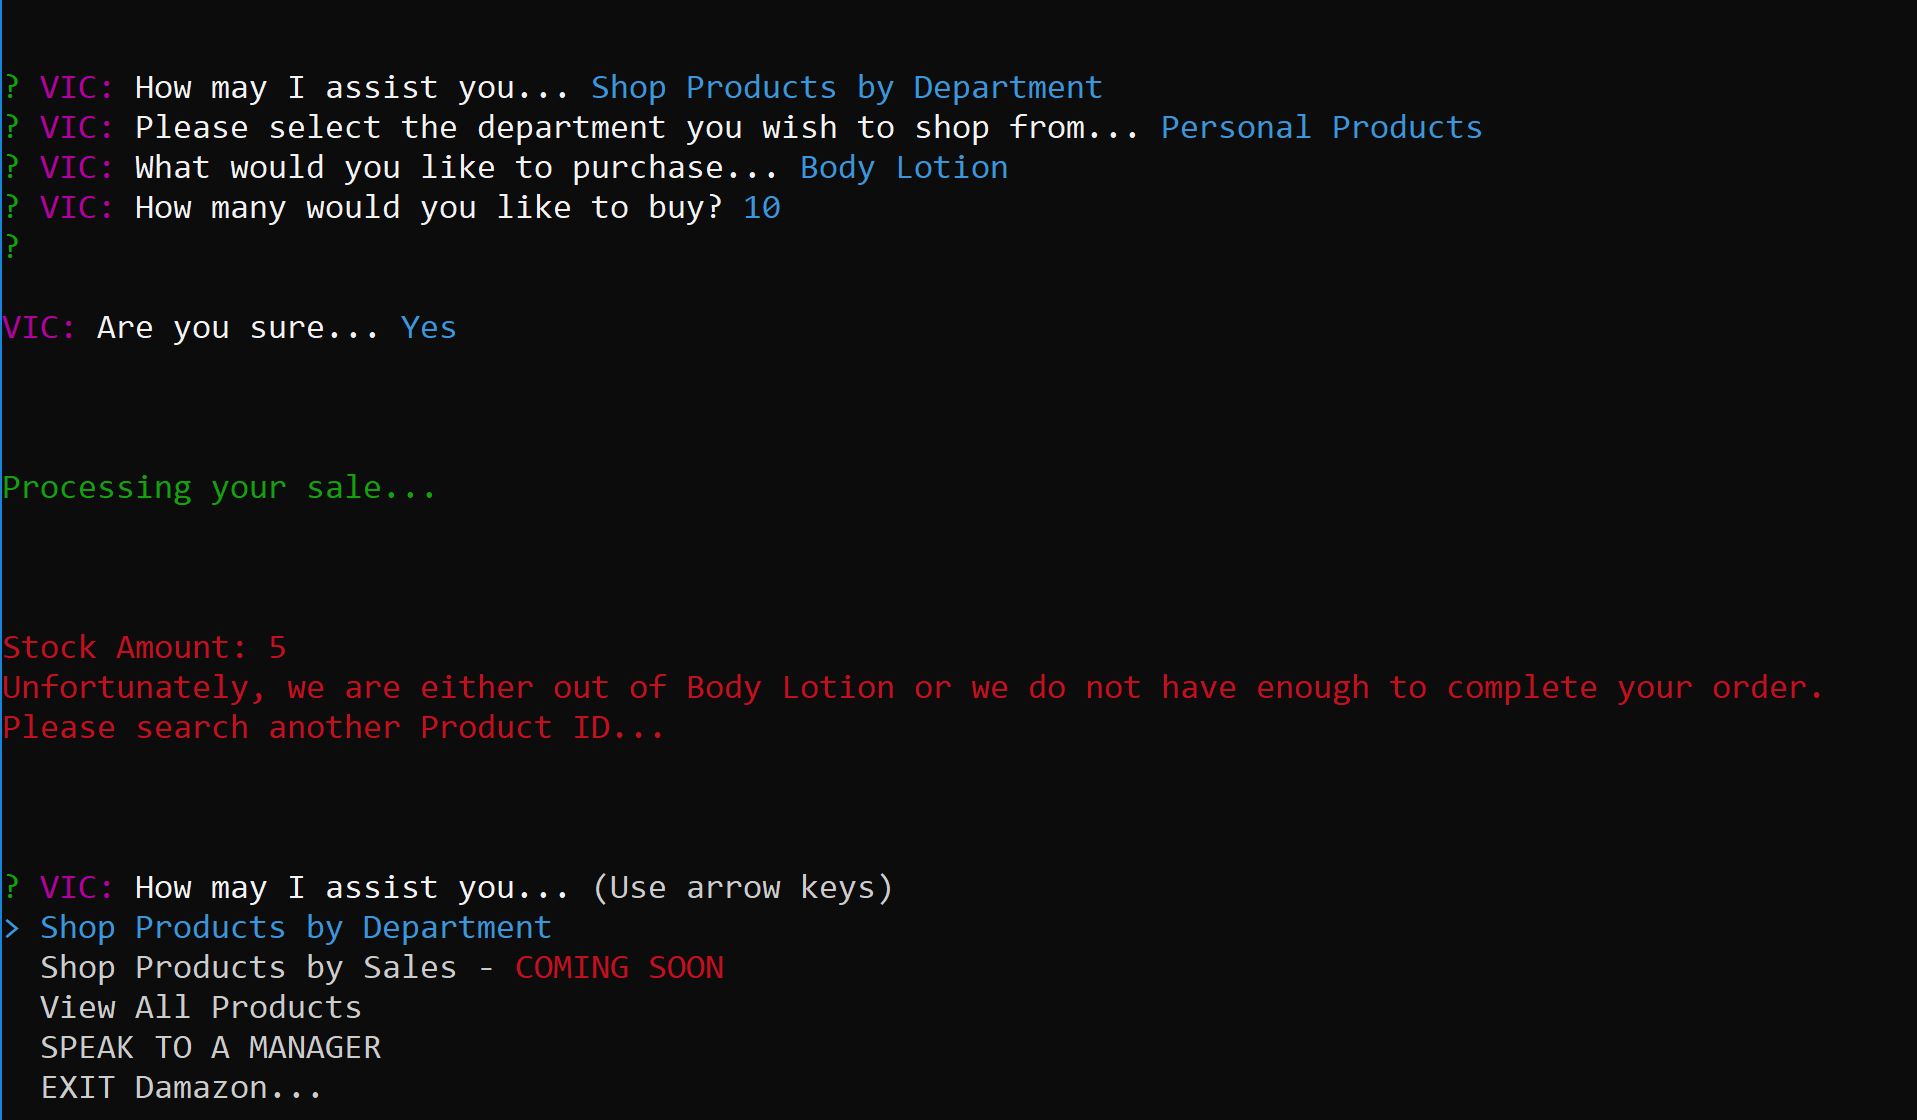 ? VIC: How may I assist you... Shop Products by Department
? VIC: Please select the department you wish to shop from... Personal Products
? VIC: What would you like to purchase... Body Lotion
? VIC: How many would you like to buy? 10
?
VIC: Are you sure... Yes
Processing your sale...
Stock Amount: 5
Unfortunately, we are either out of Body Lotion or we do not have enough to complete your order.
Please search another Product ID...
? VIC: How may I assist you... (Use arrow keys)
> Shop Products by Department
Shop Products by Sales - COMING SOON
View All Products
SPEAK TO A MANAGER
EXIT Damazon...